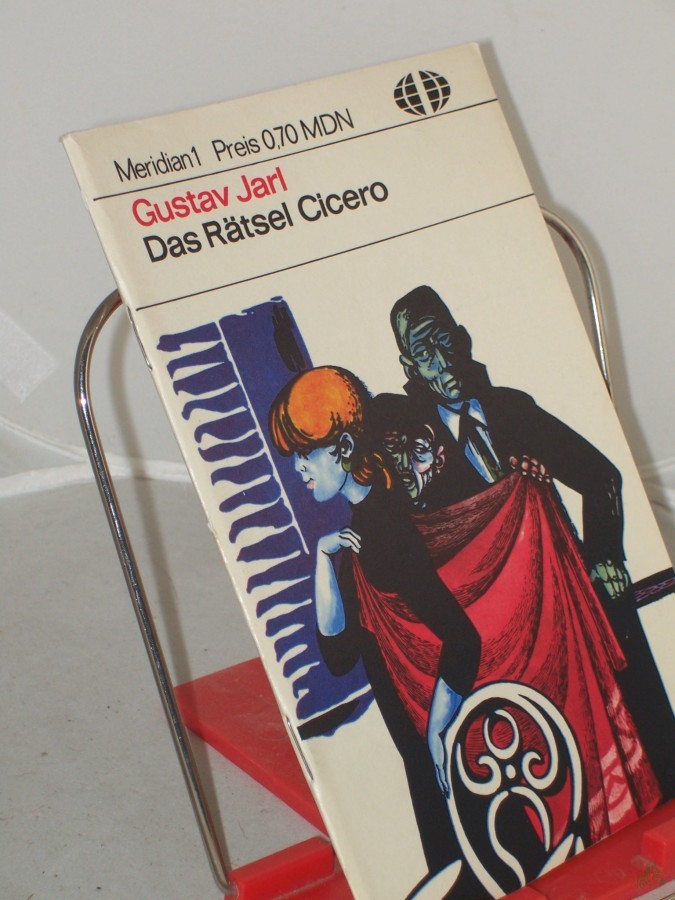 Meridian 1 Preis 0,70 MDN
Gustav Jarl
Das Rätsel Cicero